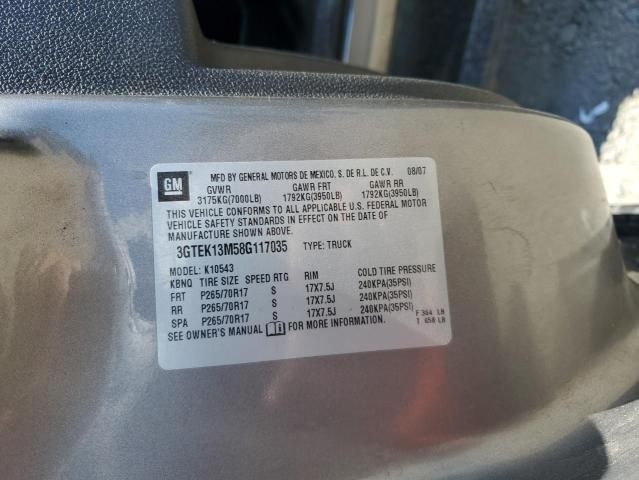 GM
MFD BY GENERAL MOTORS DE MEXICO, S. DE R.L. DE C.V. 08/07
GVWR GAWR FRT GAWR RR
3175KG(7000LB) 1792KG(3950LB) 1792KG(3950LB)
THIS VEHICLE CONFORMS TO ALL APPLICABLE U.S. FEDERAL MOTOR
VEHICLE SAFETY STANDARDS IN EFFECT ON THE DATE OF
MANUFACTURE SHOWN ABOVE.
3GTEK13M58G117035 TYPE: TRUCK
MODEL: K10543
KBNQ TIRE SIZE SPEED RTG RIM COLD TIRE PRESSURE
FRT P265/70R17 S 17X7.5J 240KPA(35PSI)
RR P265/70R17 S 17X7.5J 240KPA(35PSI)
SPA P265/70R17 S 17X7.5J 240KPA(35PSI)
SEE OWNER'S MANUAL FOR MORE INFORMATION.
F 364 LB
T 658 LB